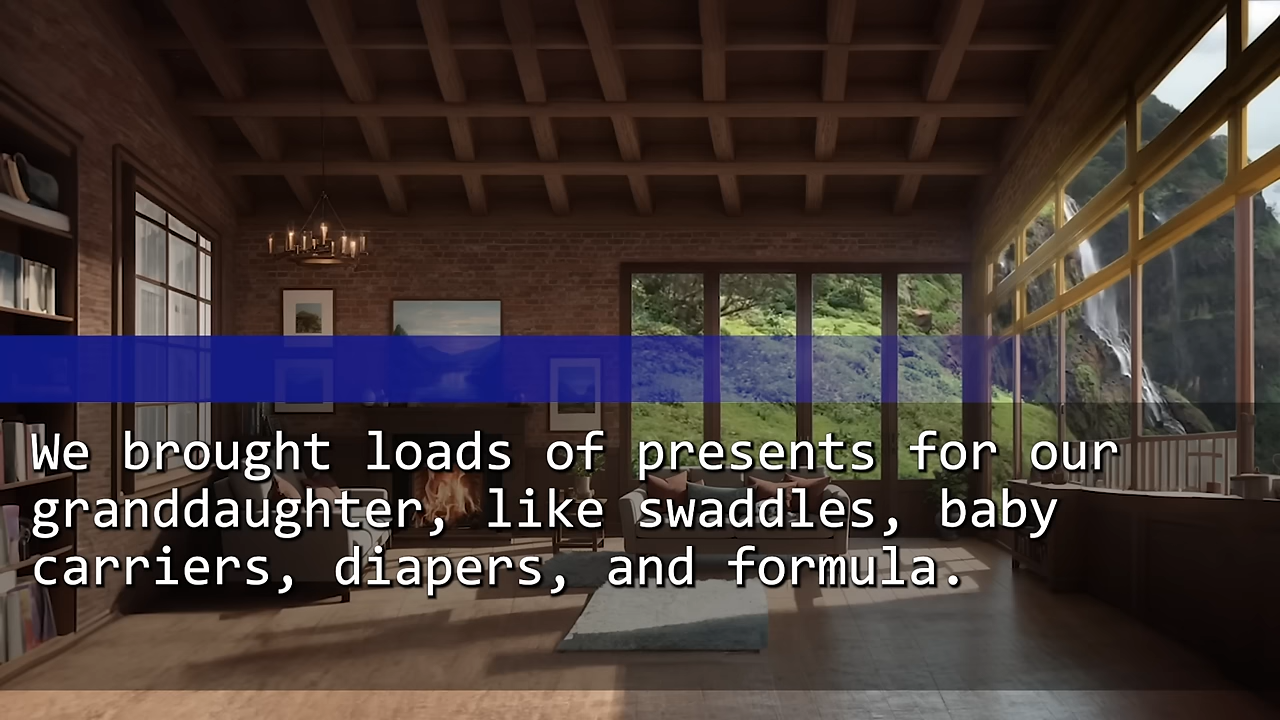 We brought loads of presents for our
granddaughter, like swaddles, baby
carriers, diapers, and formula.